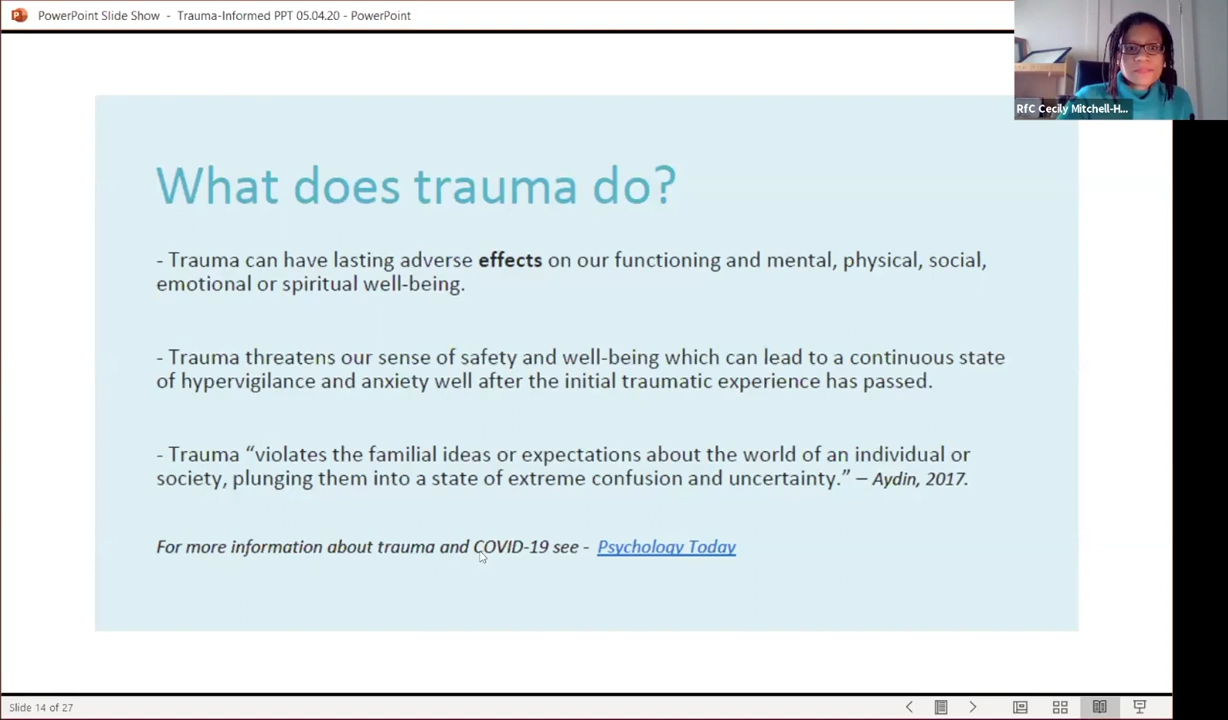 PowerPoint Slide Show - Trauma-Informed PPT 05.04.20 - PowerPoint
RfC Cecily Mitchell-H...
What does trauma do?
- Trauma can have lasting adverse effects on our functioning and mental, physical, social,
emotional or spiritual well-being.
- Trauma threatens our sense of safety and well-being which can lead to a continuous state
of hypervigilance and anxiety well after the initial traumatic experience has passed.
- Trauma “violates the familial ideas or expectations about the world of an individual or
society, plunging them into a state of extreme confusion and uncertainty.” – Aydin, 2017.
For more information about trauma and COVID-19 see - Psychology Today
Slide 14 of 27